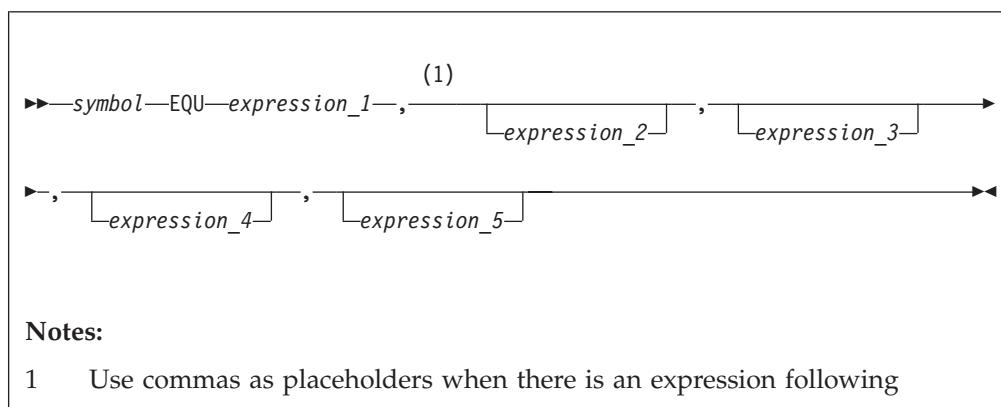 (1)
symbol EQU expression_1 , ,
expression_2 expression_3
, ,
expression_4 expression_5
Notes:
1 Use commas as placeholders when there is an expression following